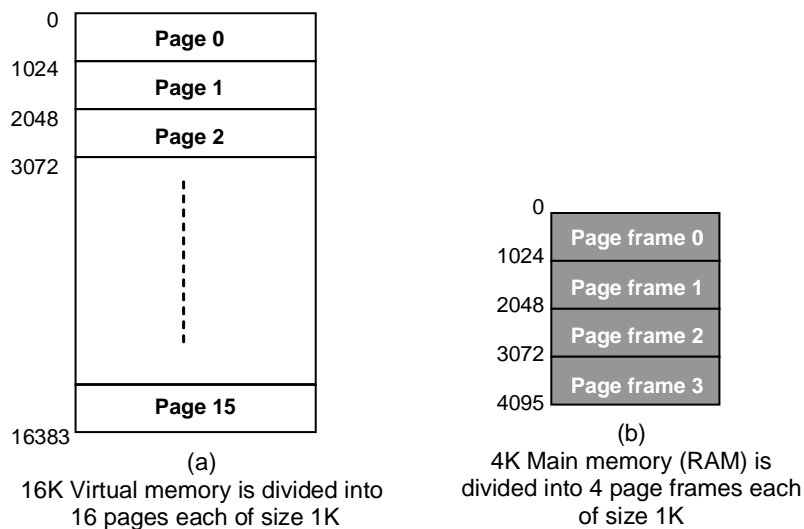 0
Page 0
1024
Page 1
2048
Page 2
3072
Page 15
16383
(a)
16K Virtual memory is divided into
16 pages each of size 1K
0
Page frame 0
1024
Page frame 1
2048
Page frame 2
3072
Page frame 3
4095
(b)
4K Main memory (RAM) is
divided into 4 page frames each
of size 1K